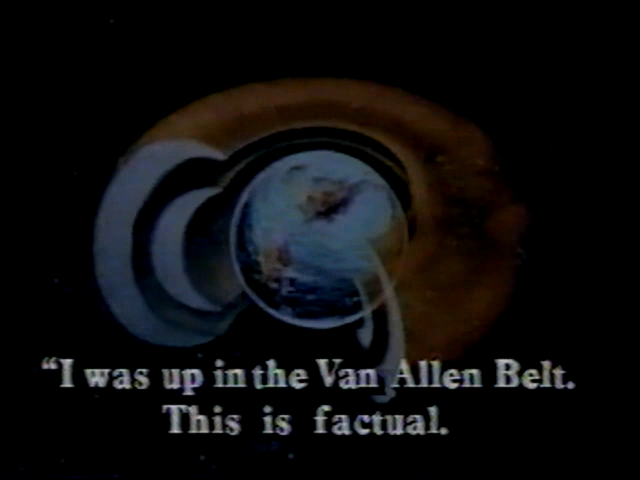 “I was up in the Van Allen Belt.
This is factual.